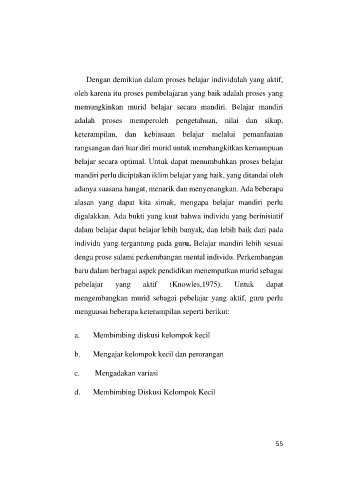 Dengan demikian dalam proses belajar individulah yang aktif,
oleh karena itu proses pembelajaran yang baik adalah proses yang
memungkinkan murid belajar secara mandiri. Belajar mandiri
adalah proses memperoleh pengetahuan, nilai dan sikap,
keterampilan, dan kebiasaan belajar melalui pemanfaatan
rangsangan dari luar diri murid untuk membangkitkan kemampuan
belajar secara optimal. Untuk dapat menumbuhkan proses belajar
mandiri perlu diciptakan iklim belajar yang baik, yang ditandai oleh
adanya suasana hangat, menarik dan menyenangkan. Ada beberapa
alasan yang dapat kita simak, mengapa belajar mandiri perlu
digalakkan. Ada bukti yang kuat bahwa individu yang berinisiatif
dalam belajar dapat belajar lebih banyak, dan lebih baik dari pada
individu yang tergantung pada guru. Belajar mandiri lebih sesuai
denga prose salami perkembangan mental individu. Perkembangan
baru dalam berbagai aspek pendidikan menempatkan murid sebagai
pebelajar yang aktif (Knowles,1975). Untuk dapat
mengembangkan murid sebagai pebelajar yang aktif, guru perlu
menguasai beberapa keterampilan seperti berikut:
a. Membimbing diskusi kelompok kecil
b. Mengajar kelompok kecil dan perorangan
c. Mengadakan variasi
d. Membimbing Diskusi Kelompok Kecil
55